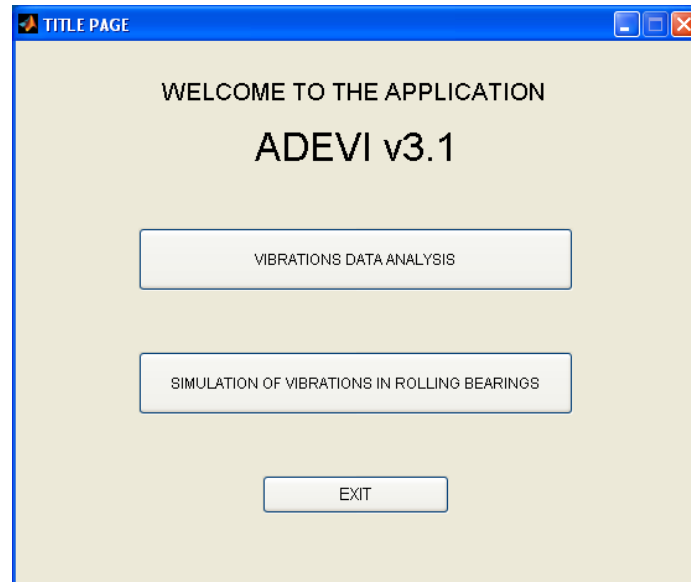 TITLE PAGE
WELCOME TO THE APPLICATION
ADEVI v3.1
VIBRATIONS DATA ANALYSIS
SIMULATION OF VIBRATIONS IN ROLLING BEARINGS
EXIT